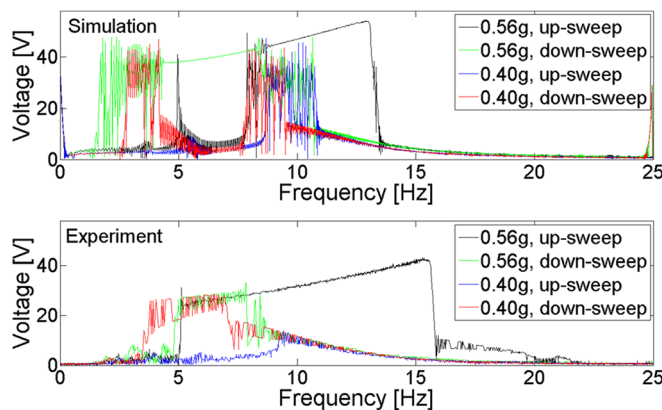 Simulation
0.56g, up-sweep
0.56g, down-sweep
0.40g, up-sweep
0.40g, down-sweep
Voltage [V]
40
20
0
0
5
10
15
20
25
Frequency [Hz]
Experiment
0.56g, up-sweep
0.56g, down-sweep
0.40g, up-sweep
0.40g, down-sweep
Voltage [V]
40
20
0
0
5
10
15
20
25
Frequency [Hz]